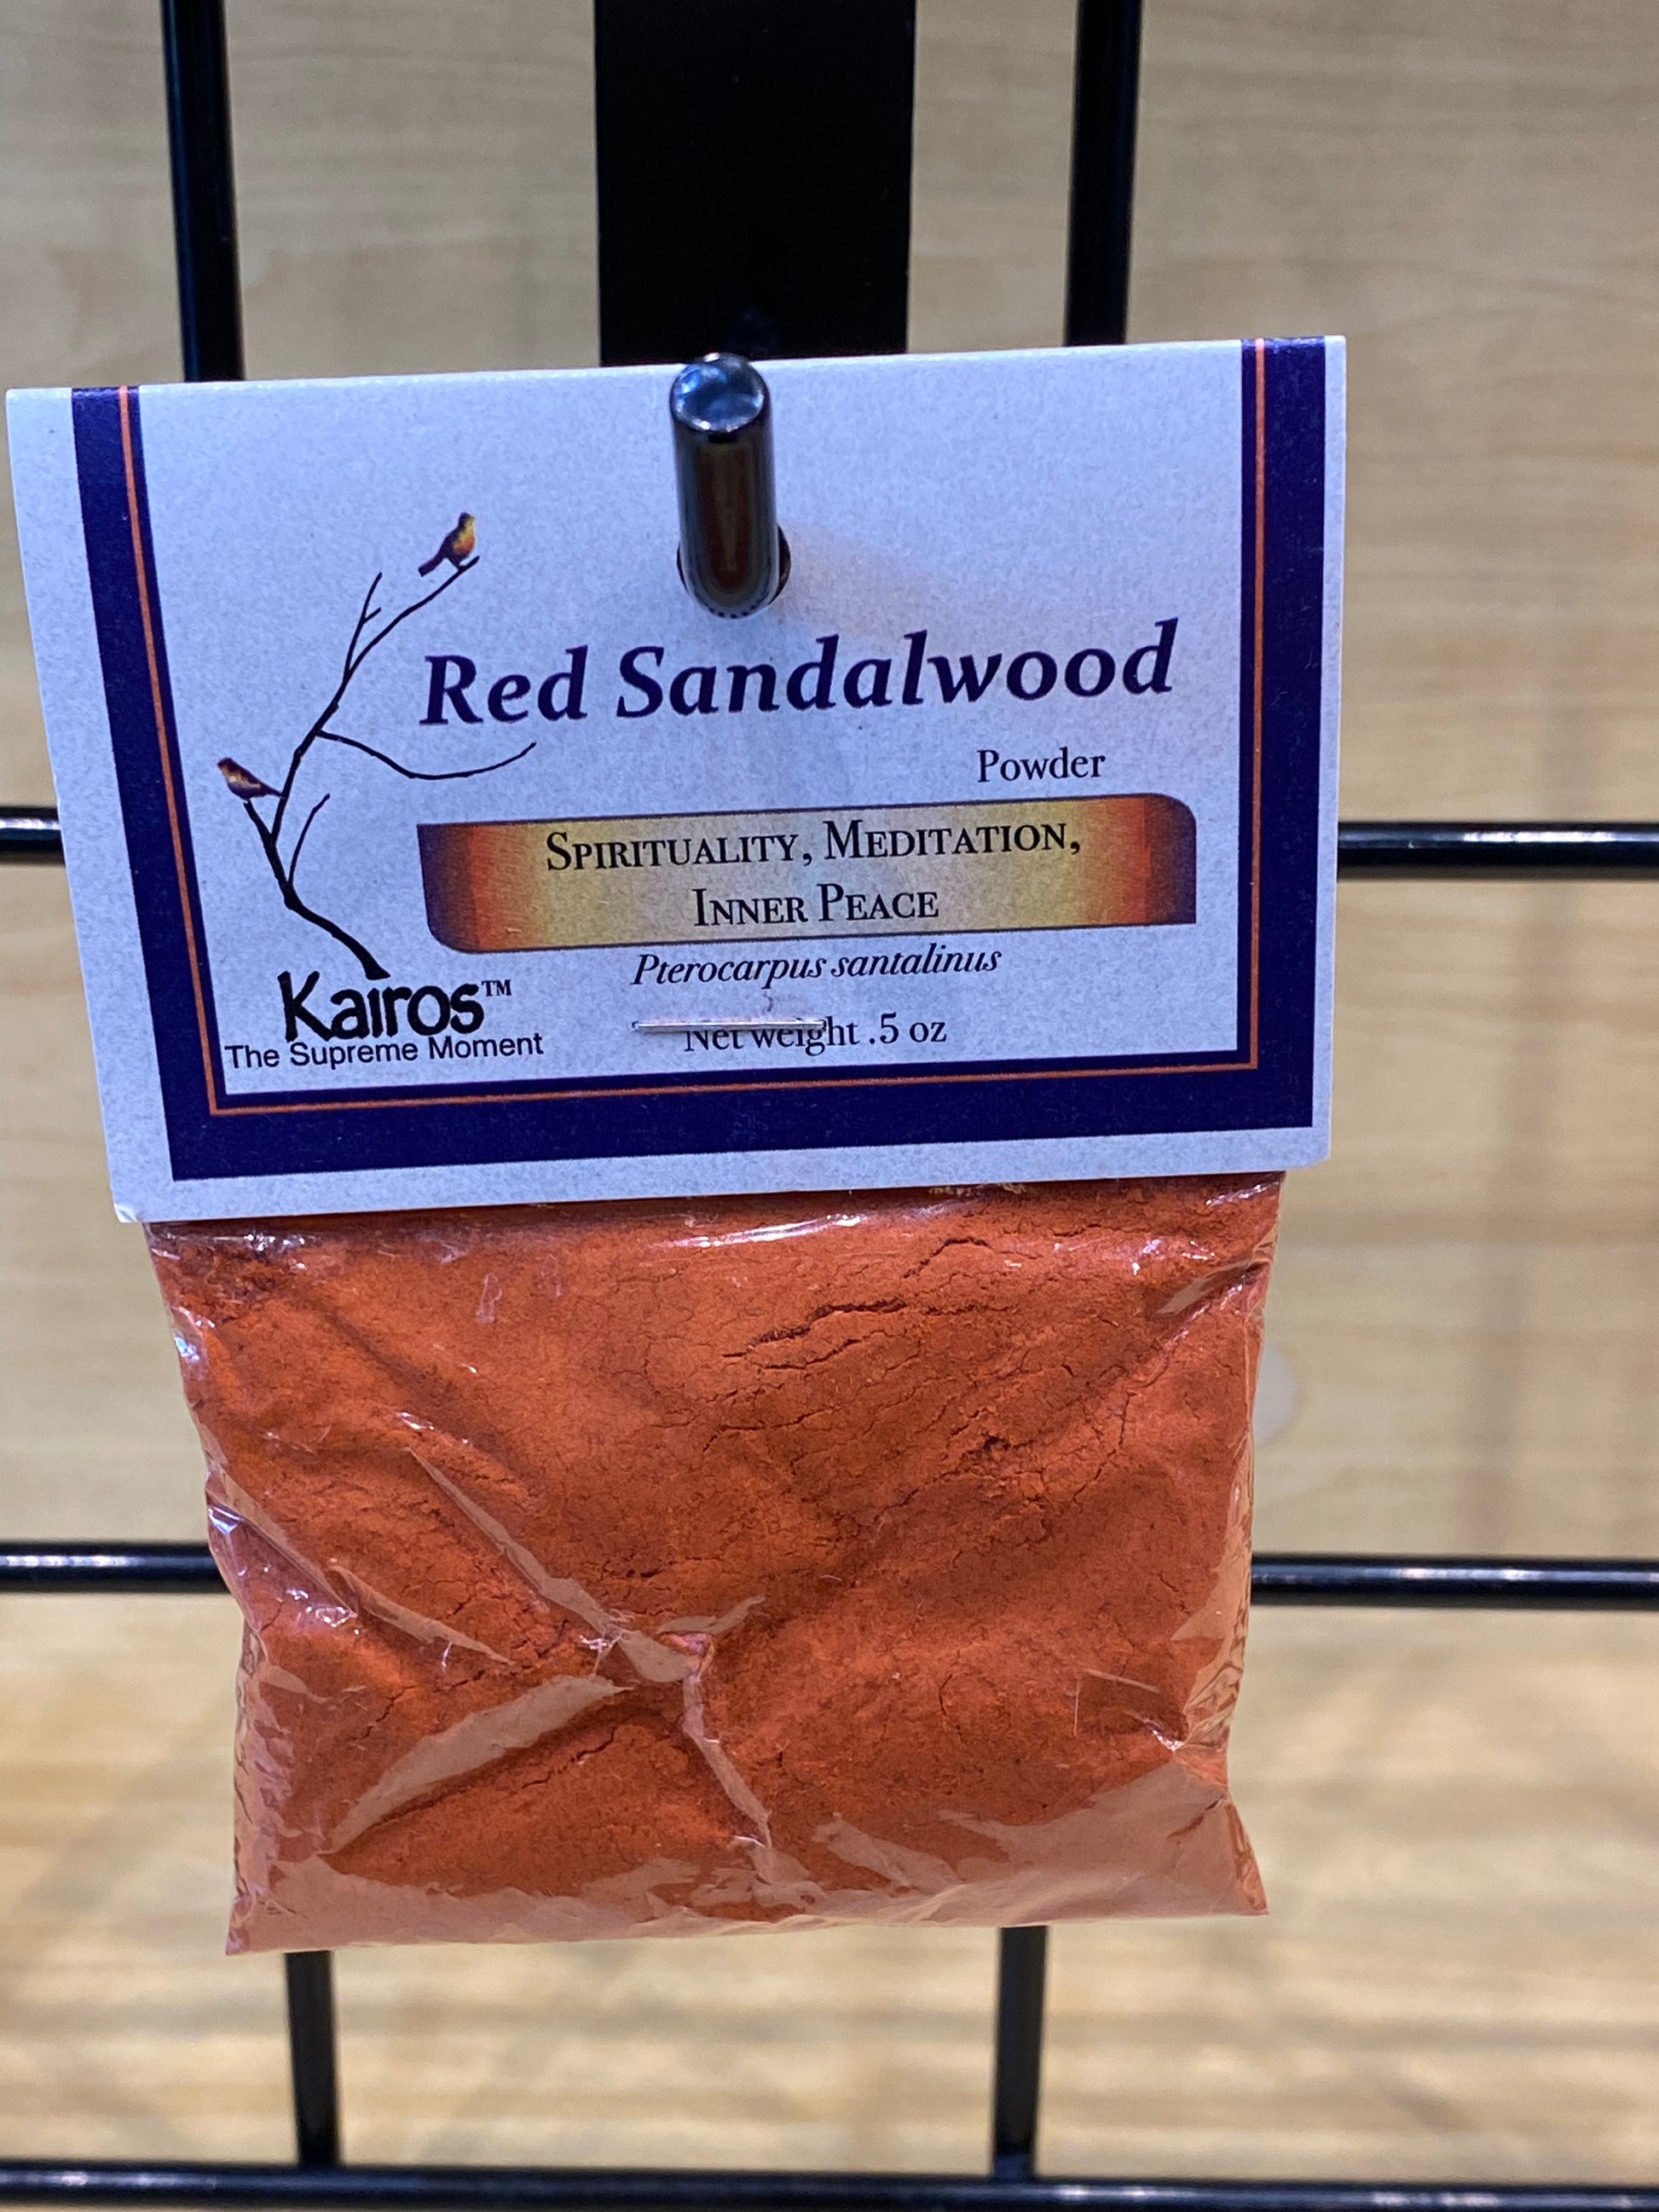 Red Sandalwood
Powder
SPIRITUALITY, MEDITATION,
INNER PEACE
Pterocarpus santalinus
Net weight .5 oz
Kairos™
The Supreme Moment